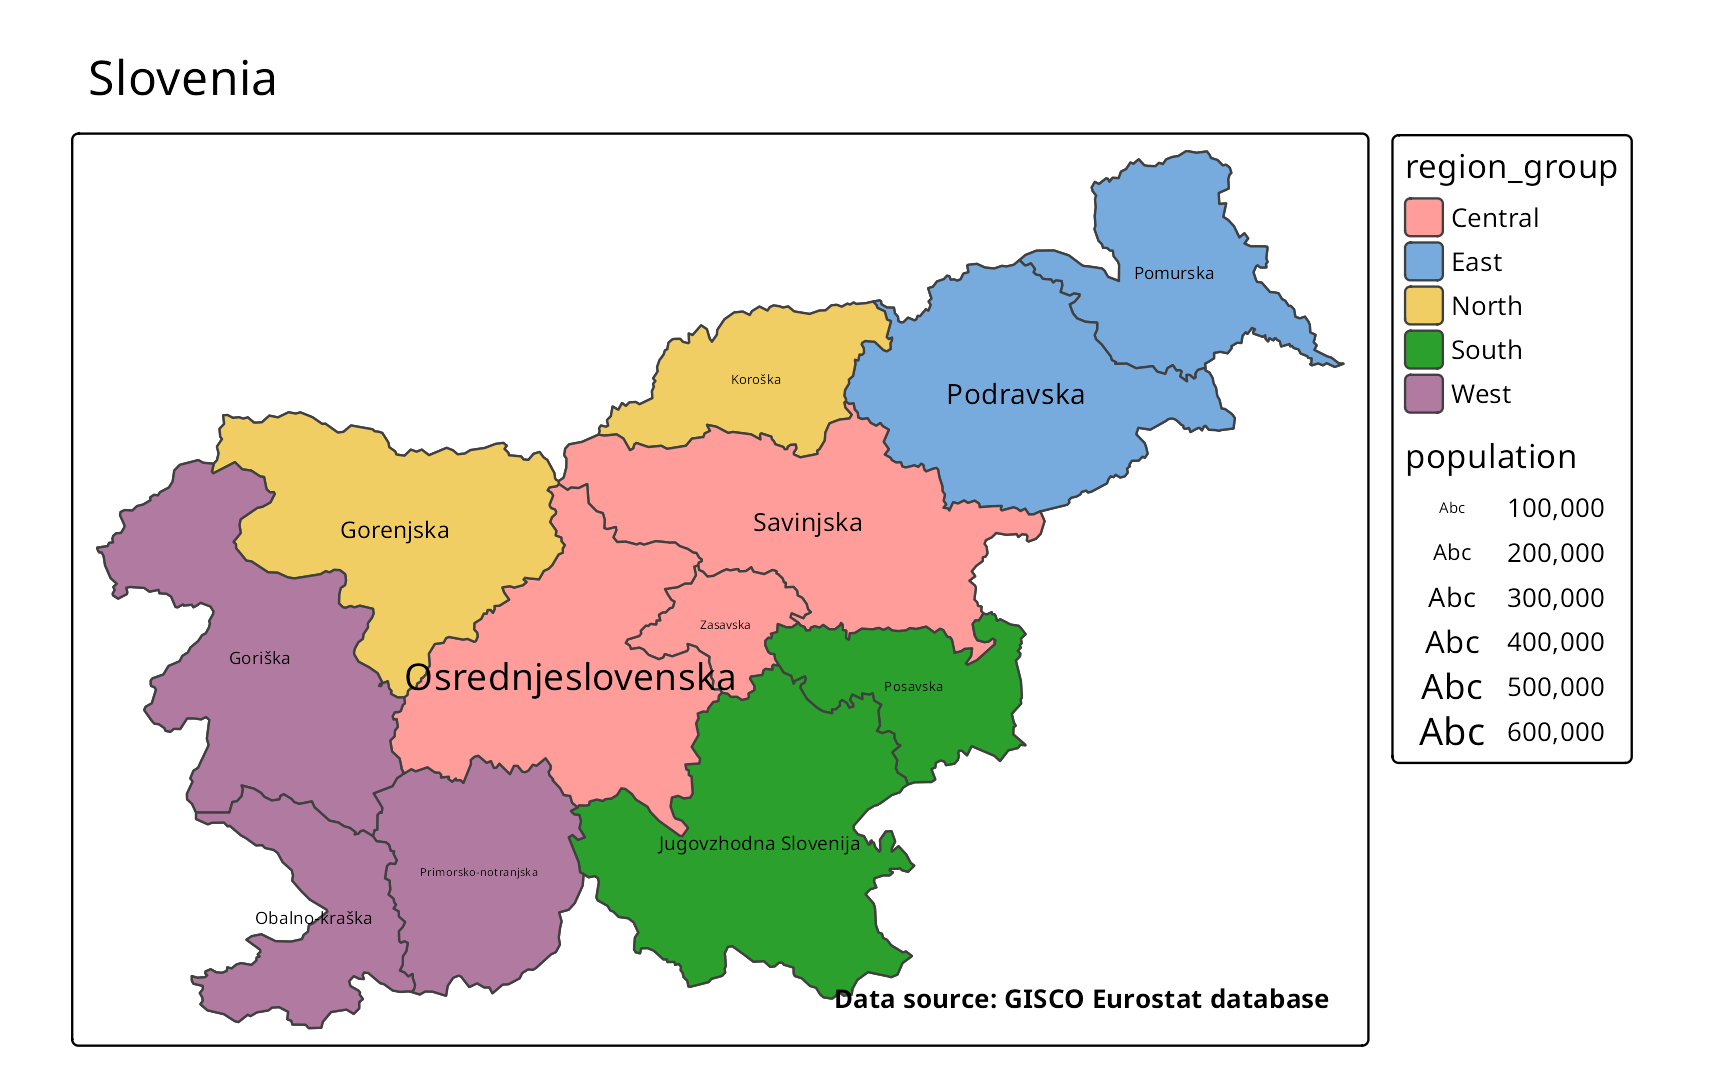 Slovenia
Pomurska
Koroška
Podravska
Savinjska
Gorenjska
Zasavska
Goriška
Osrednjeslovenska
Posavska
Jugovzhodna Slovenija
Primorsko-notranjska
Obalno-kraška
Data source: GISCO Eurostat database
region_group
Central
East
North
South
West
population
Abc 100,000
Abc 200,000
Abc 300,000
Abc 400,000
Abc 500,000
Abc 600,000